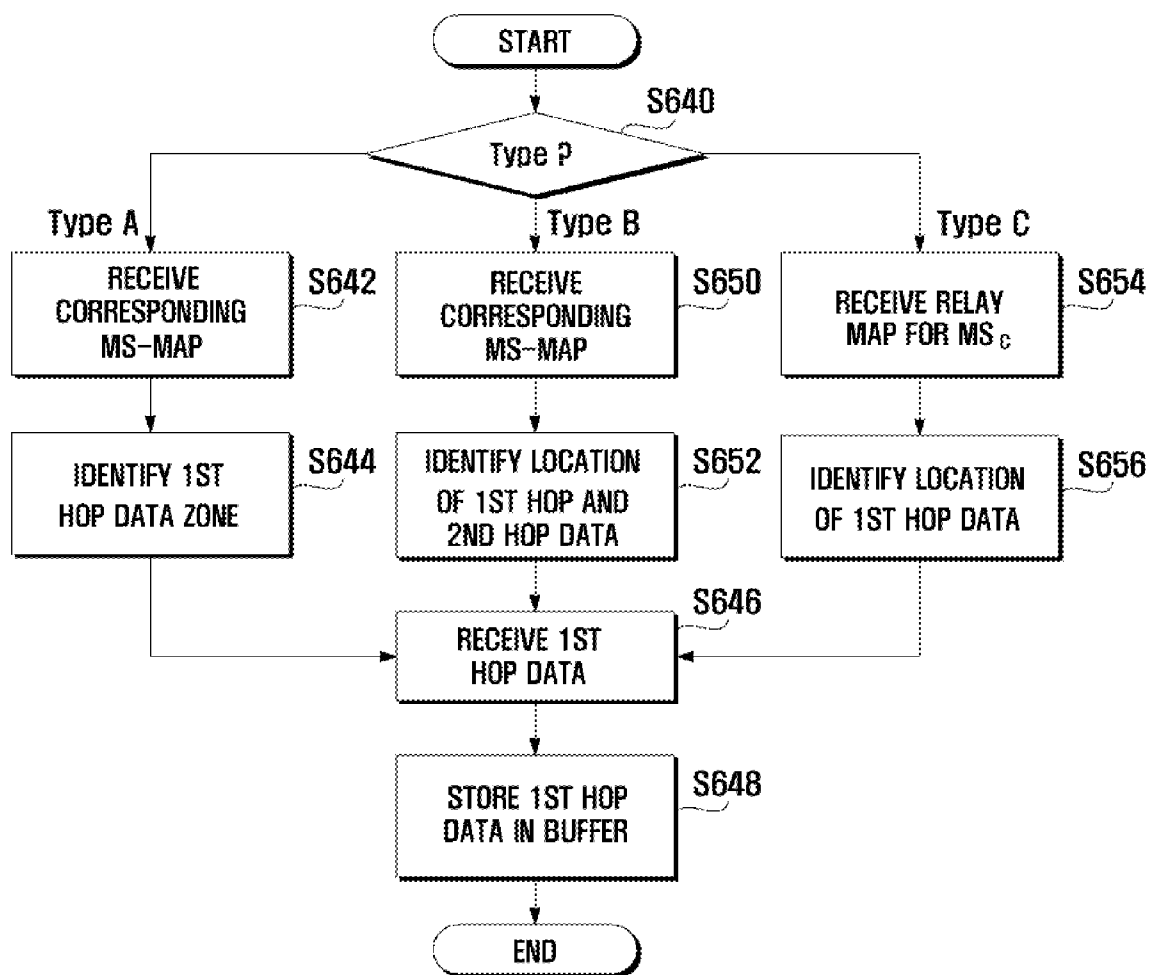 START
S640
Type ?
Type A
Type B
Type C
RECEIVE
CORRESPONDING
MS-MAP
S642
RECEIVE
CORRESPONDING
MS-MAP
S650
RECEIVE RELAY
MAP FOR MS C
S654
IDENTIFY 1ST
HOP DATA ZONE
S644
IDENTIFY LOCATION
OF 1ST HOP AND
2ND HOP DATA
S652
IDENTIFY LOCATION
OF 1ST HOP DATA
S656
RECEIVE 1ST
HOP DATA
S646
STORE 1ST HOP
DATA IN BUFFER
S648
END